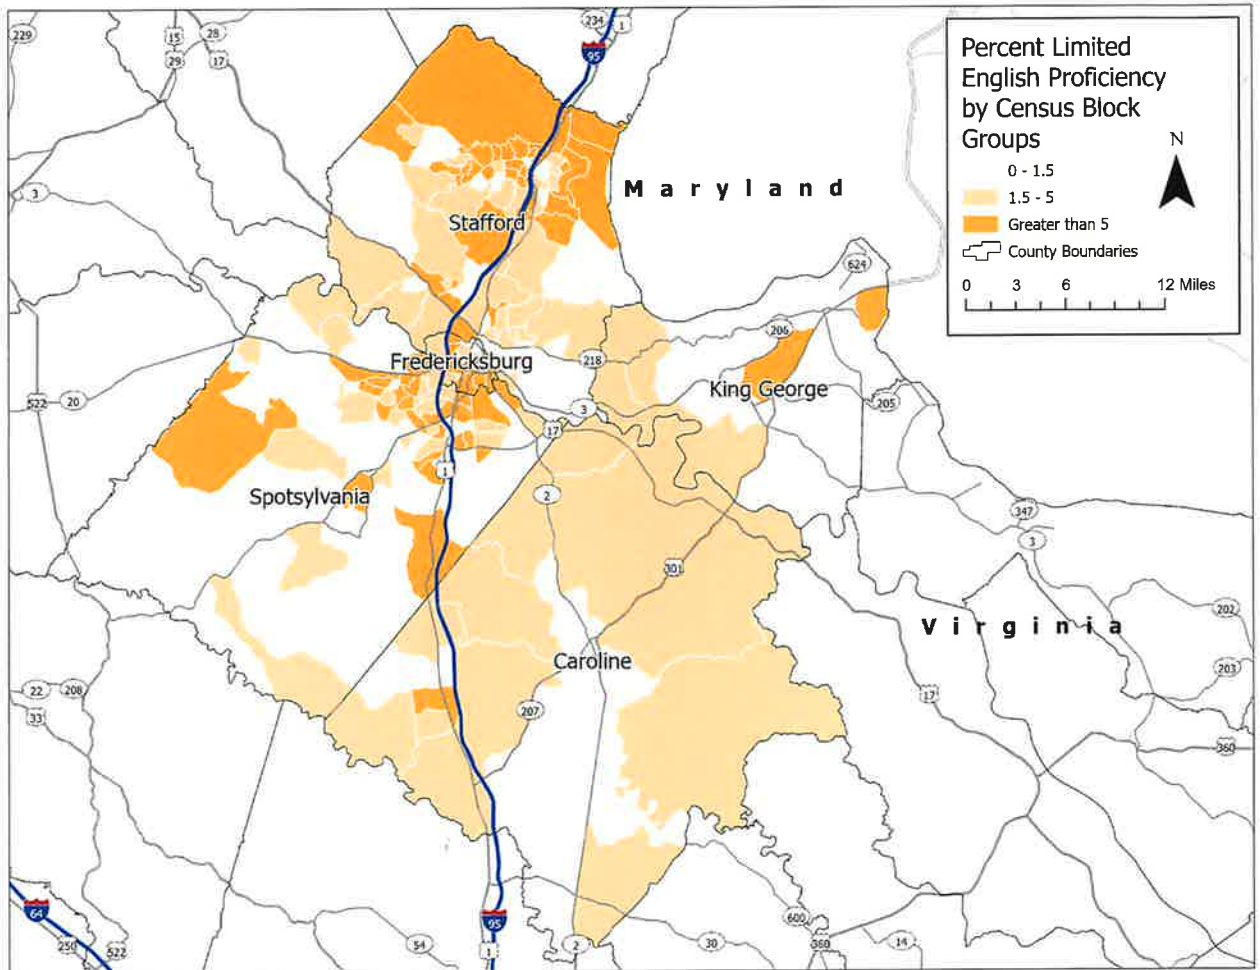 Percent Limited
English Proficiency
by Census Block
Groups
N
0 - 1.5
1.5 - 5
Greater than 5
County Boundaries
0 3 6 12 Miles
229
15
28
29
17
234
1
95
3
Maryland
Stafford
624
206
Fredericksburg
218
King George
522
20
3
205
17
1
Spotsylvania
2
347
3
301
202
Virginia
Caroline
203
22
208
17
33
207
360
64
95
600
250
522
54
1
2
30
360
14